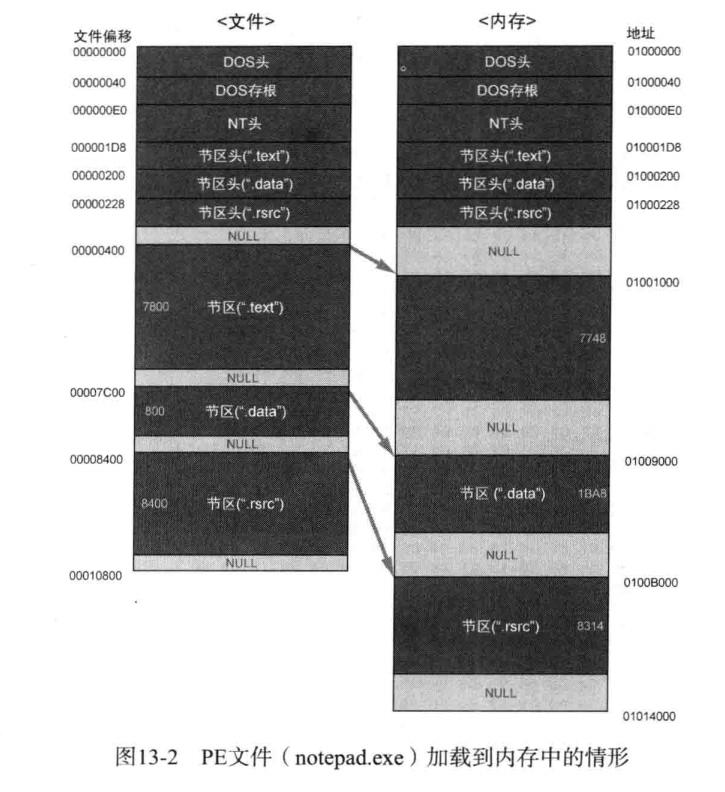 <文件>
<内存>
文件偏移
地址
00000000
DOS头
DOS头
01000000
00000040
DOS存根
DOS存根
01000040
000000E0
NT头
NT头
010000E0
000001D8
节区头(“.text”)
节区头(“.text”)
010001D8
00000200
节区头(“.data”)
节区头(“.data”)
01000200
00000228
节区头(“.rsrc”)
节区头(“.rsrc”)
01000228
NULL
NULL
00000400
01001000
7800
节区(“.text”)
7748
NULL
00007C00
800
节区(“.data”)
NULL
NULL
00008400
01009000
8400
节区(“.rsrc”)
节区 (“.data”)
1BA8
NULL
NULL
00010800
0100B000
节区(“.rsrc”)
8314
NULL
01014000
图13-2 PE文件（notepad.exe）加载到内存中的情形